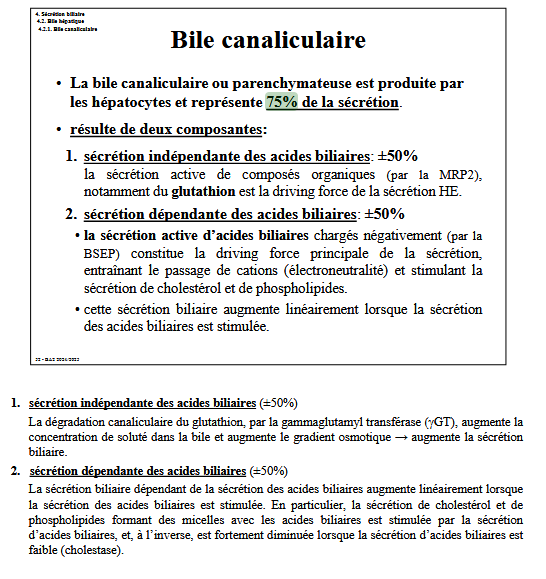 4. Sécrétion biliaire
4.2. Bile hépatique
4.2.1. Bile canaliculaire
Bile canaliculaire
• La bile canaliculaire ou parenchymateuse est produite par
les hépatocytes et représente 75% de la sécrétion.
• résulte de deux composantes:
1. sécrétion indépendante des acides biliaires: ±50%
la sécrétion active de composés organiques (par la MRP2),
notamment du glutathion est la driving force de la sécrétion HE.
2. sécrétion dépendante des acides biliaires: ±50%
• la sécrétion active d’acides biliaires chargés négativement (par la
BSEP) constitue la driving force principale de la sécrétion,
entraînant le passage de cations (électroneutralité) et stimulant la
sécrétion de cholestérol et de phospholipides.
• cette sécrétion biliaire augmente linéairement lorsque la sécrétion
des acides biliaires est stimulée.
1. sécrétion indépendante des acides biliaires (±50%)
La dégradation canaliculaire du glutathion, par la gammaglutamyl transférase (γGT), augmente la
concentration de soluté dans la bile et augmente le gradient osmotique → augmente la sécrétion
biliaire.
2. sécrétion dépendante des acides biliaires (±50%)
La sécrétion biliaire dépendant de la sécrétion des acides biliaires augmente linéairement lorsque
la sécrétion des acides biliaires est stimulée. En particulier, la sécrétion de cholestérol et de
phospholipides formant des micelles avec les acides biliaires est stimulée par la sécrétion
d’acides biliaires, et, à l’inverse, est fortement diminuée lorsque la sécrétion d’acides biliaires est
faible (cholestase).